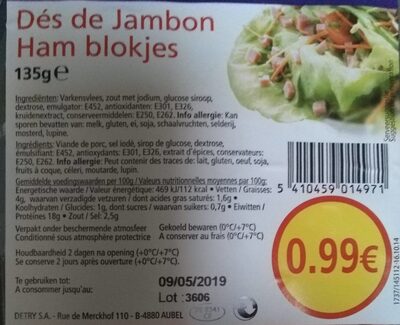 Dés de Jambon
Ham blokjes
135g℮
Ingrediënten: Varkensvlees, zout met jodium, glucose siroop,
dextrose, emulgator: E452, antioxidanten: E301, E326,
kruidenextract, conserveermiddelen: E250, E262. Info allergie: Kan
sporen bevatten van: melk, gluten, ei, soja, schaalvruchten, selderij,
mosterd, lupine.
Ingrédients: Viande de porc, sel iodé, sirop de glucose, dextrose,
émulsifiant: E452, antioxydants: E301, E326, extrait d'épices, conservateurs:
E250, E262. Info allergie: Peut contenir des traces de: lait, gluten, oeuf, soja,
fruits à coque, céleri, moutarde, lupin.
Gemiddelde voedingswaarden per 100g / Valeurs nutritionnelles moyennes par 100g:
Energetische waarde / Valeur énergétique: 469 kJ/112 kcal • Vetten / Graisses:
4g, waarvan verzadigde vetzuren / dont acides gras saturés: 1,6g •
Koolhydraten / Glucides: 1g, dont sucres / waarvan suikers: 0,7g • Eiwitten /
Protéines 18g • Zout / Sel: 2,5g
Verpakt onder beschermende atmosfeer Gekoeld bewaren (0°C/+7°C)
Conditionné sous atmosphère protectrice A conserver au frais (0°C/+7°C)
Houdbaarheid 2 dagen na opening (+0°C/+7°C)
Se conserve 2 jours après ouverture (+0°C/+7°C).
Te gebruiken tot: 09/05/2019
A consommer jusqu'au: Lot : 3606
DETRY S.A. - Rue de Merckhof 110 - B-4880 AUBEL
5 410459 014971
0.99€
1737/145112-16.10.14